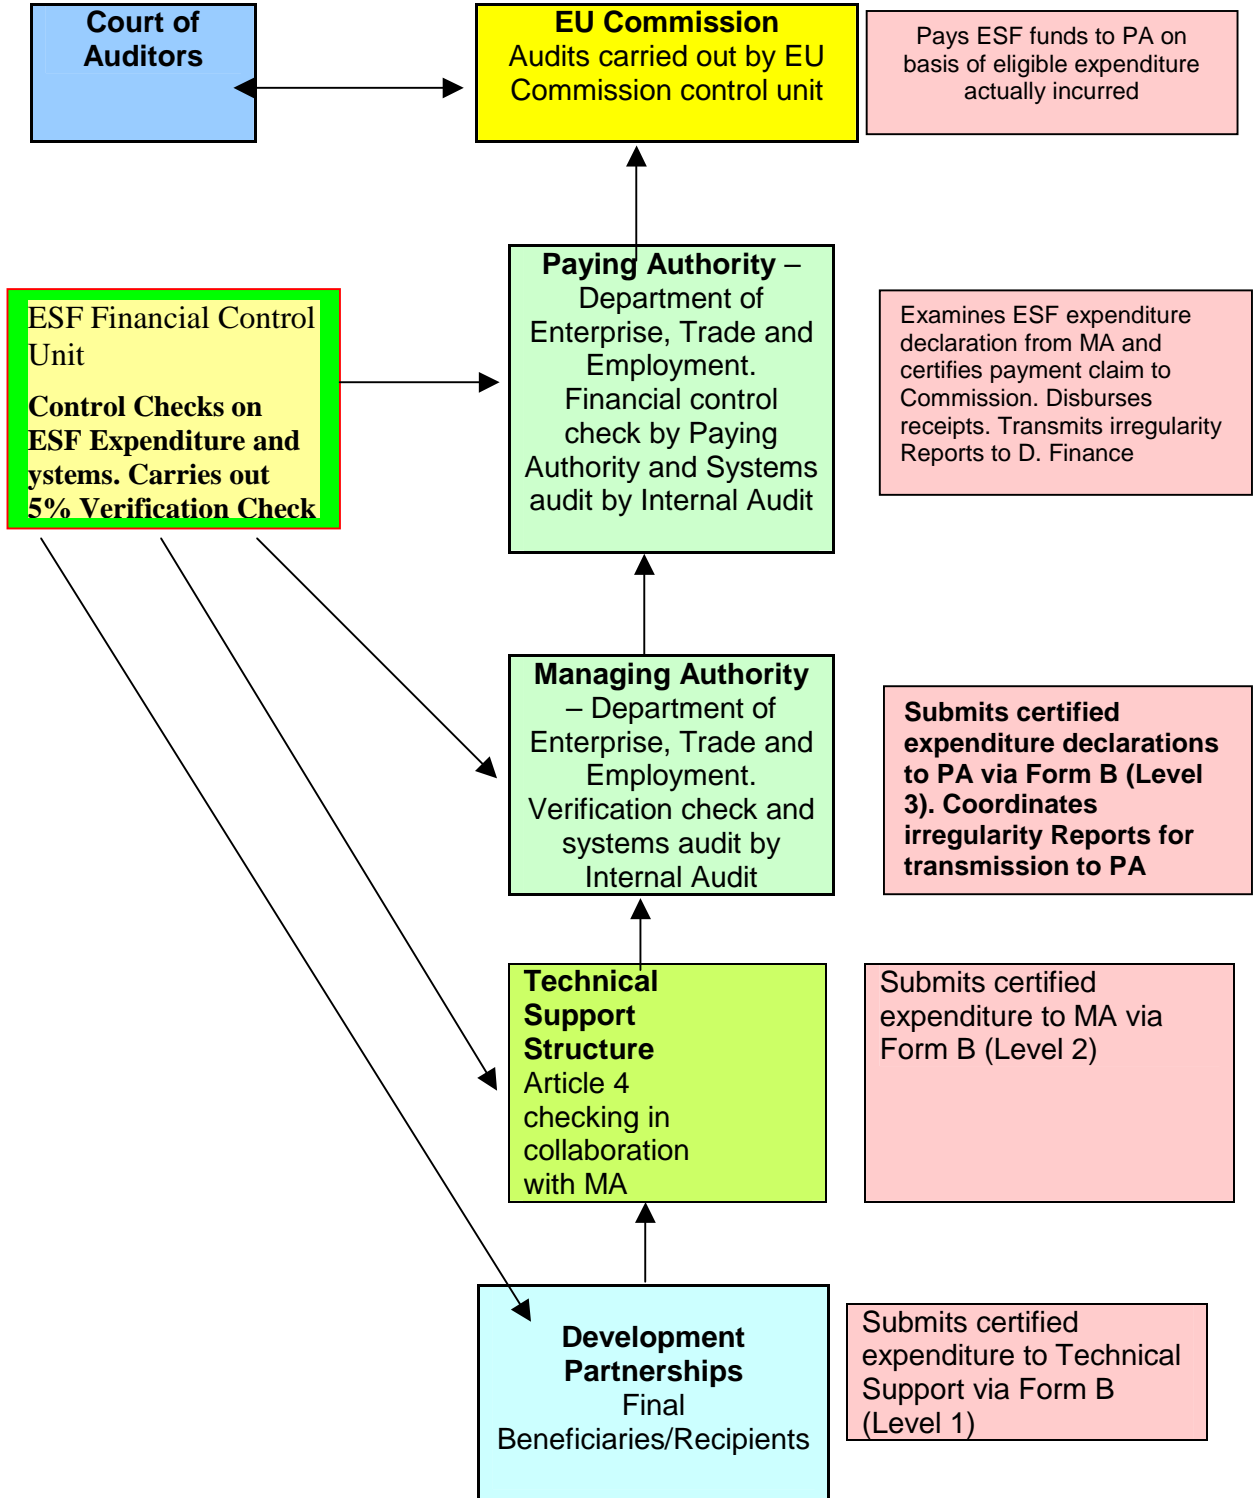 Court of
Auditors
EU Commission
Audits carried out by EU
Commission control unit
Pays ESF funds to PA on
basis of eligible expenditure
actually incurred
ESF Financial Control
Unit
Control Checks on
ESF Expenditure and
ystems. Carries out
5% Verification Check
Paying Authority –
Department of
Enterprise, Trade and
Employment.
Financial control
check by Paying
Authority and Systems
audit by Internal Audit
Examines ESF expenditure
declaration from MA and
certifies payment claim to
Commission. Disburses
receipts. Transmits irregularity
Reports to D. Finance
Managing Authority
– Department of
Enterprise, Trade and
Employment.
Verification check and
systems audit by
Internal Audit
Submits certified
expenditure declarations
to PA via Form B (Level
3). Coordinates
irregularity Reports for
transmission to PA
Technical
Support
Structure
Article 4
checking in
collaboration
with MA
Submits certified
expenditure to MA via
Form B (Level 2)
Development
Partnerships
Final
Beneficiaries/Recipients
Submits certified
expenditure to Technical
Support via Form B
(Level 1)